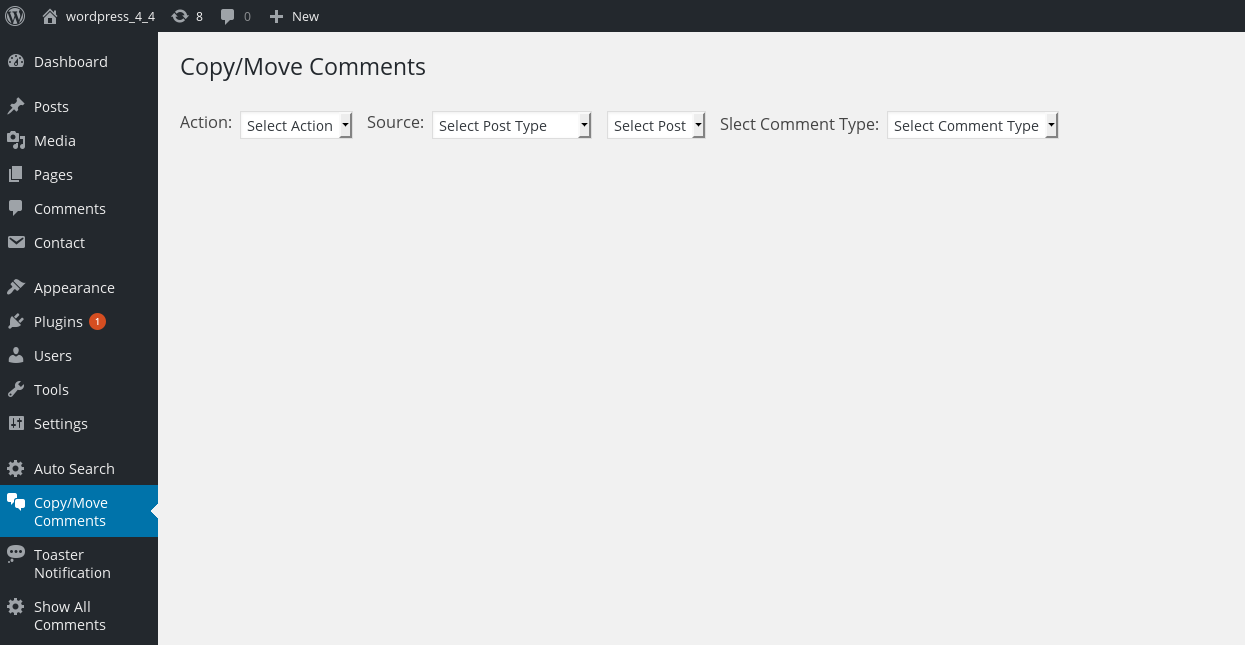 wordpress_4_4 8 0 New
Dashboard
Posts
Media
Pages
Comments
Contact
Appearance
Plugins 1
Users
Tools
Settings
Auto Search
Copy/Move
Comments
Toaster
Notification
Show All
Comments
Copy/Move Comments
Action: Select Action Source: Select Post Type Select Post Slect Comment Type: Select Comment Type